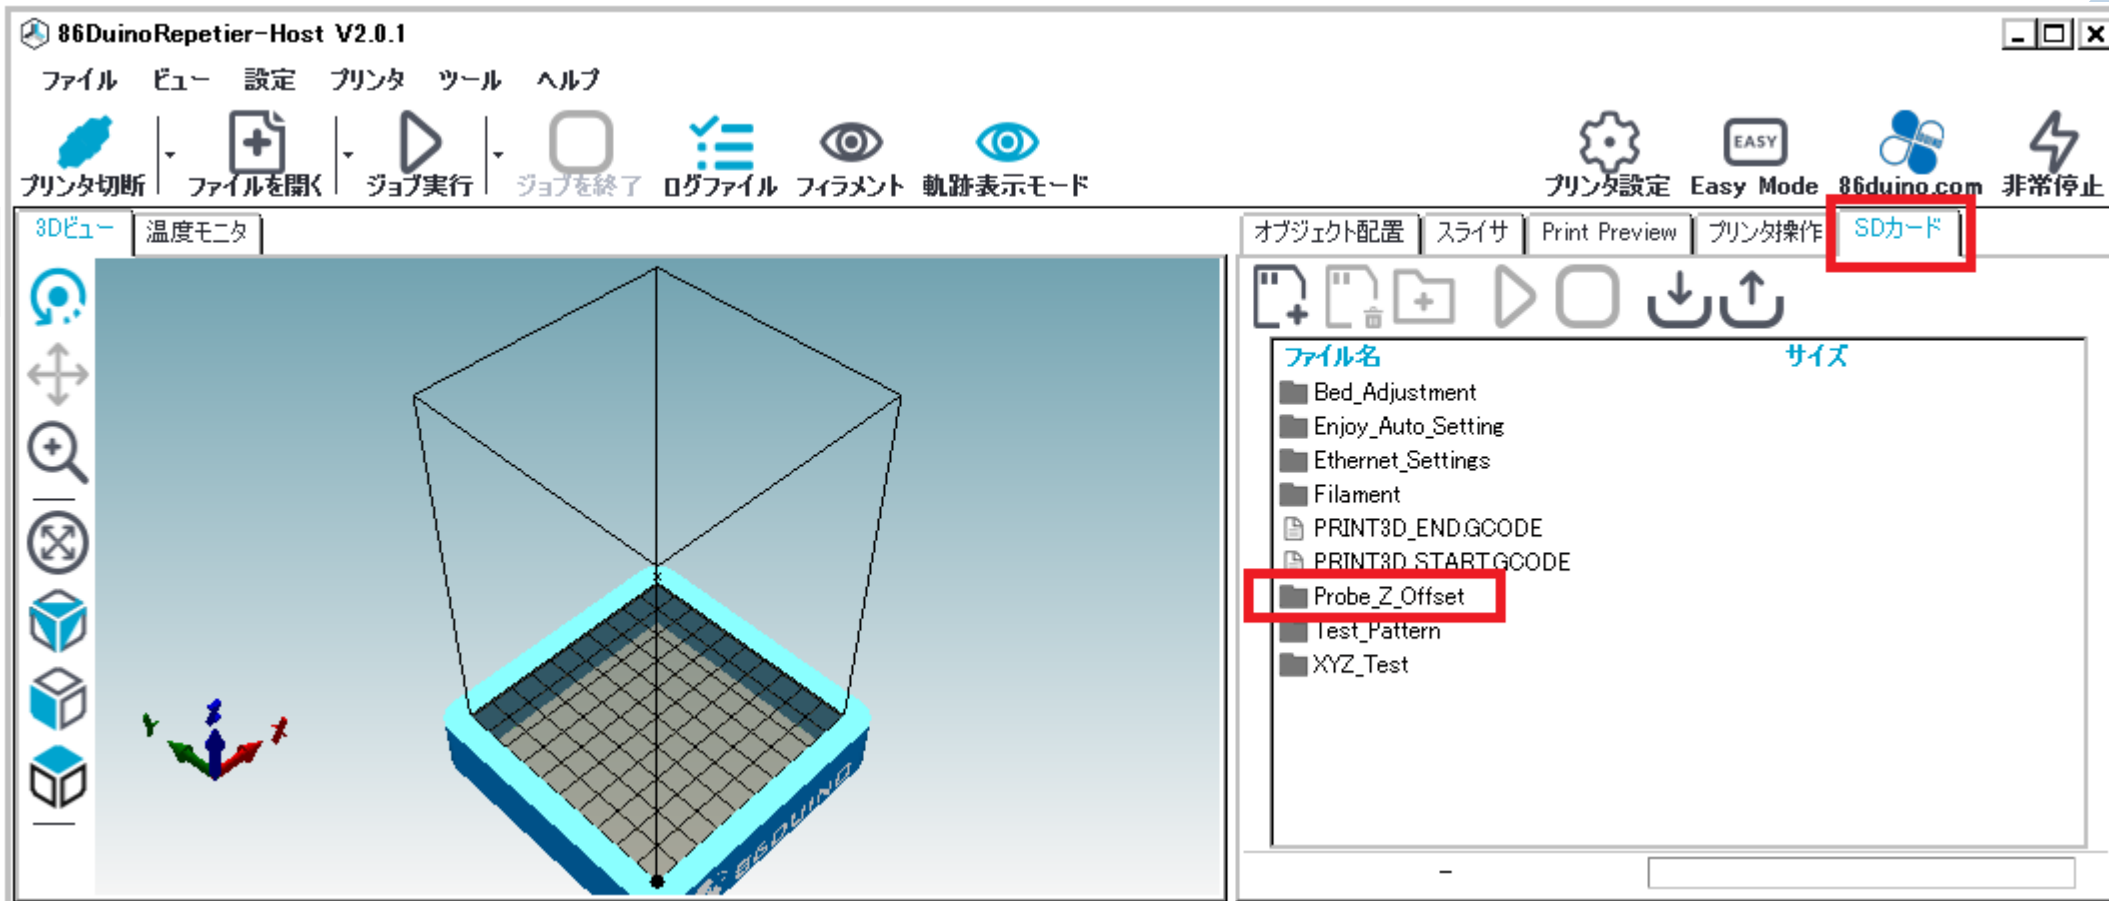 86DuinoRepetier-Host V2.0.1
ファイル ビュー 設定 プリンタ ツール ヘルプ
プリンタ切断 ファイルを開く ジョブ実行 ジョブを終了 ログファイル フィラメント 軌跡表示モード プリンタ設定 EASY Easy Mode 86duino.com 非常停止
3Dビュー 温度モニタ オブジェクト配置 スライサ Print Preview プリンタ操作 SDカード
ファイル名 サイズ
Bed_Adjustment
Enjoy_Auto_Setting
Ethernet_Settings
Filament
PRINT3D_END.GCODE
PRINT3D_START.GCODE
Probe_Z_Offset
Test_Pattern
XYZ_Test
Y Z X
86DUINO
-